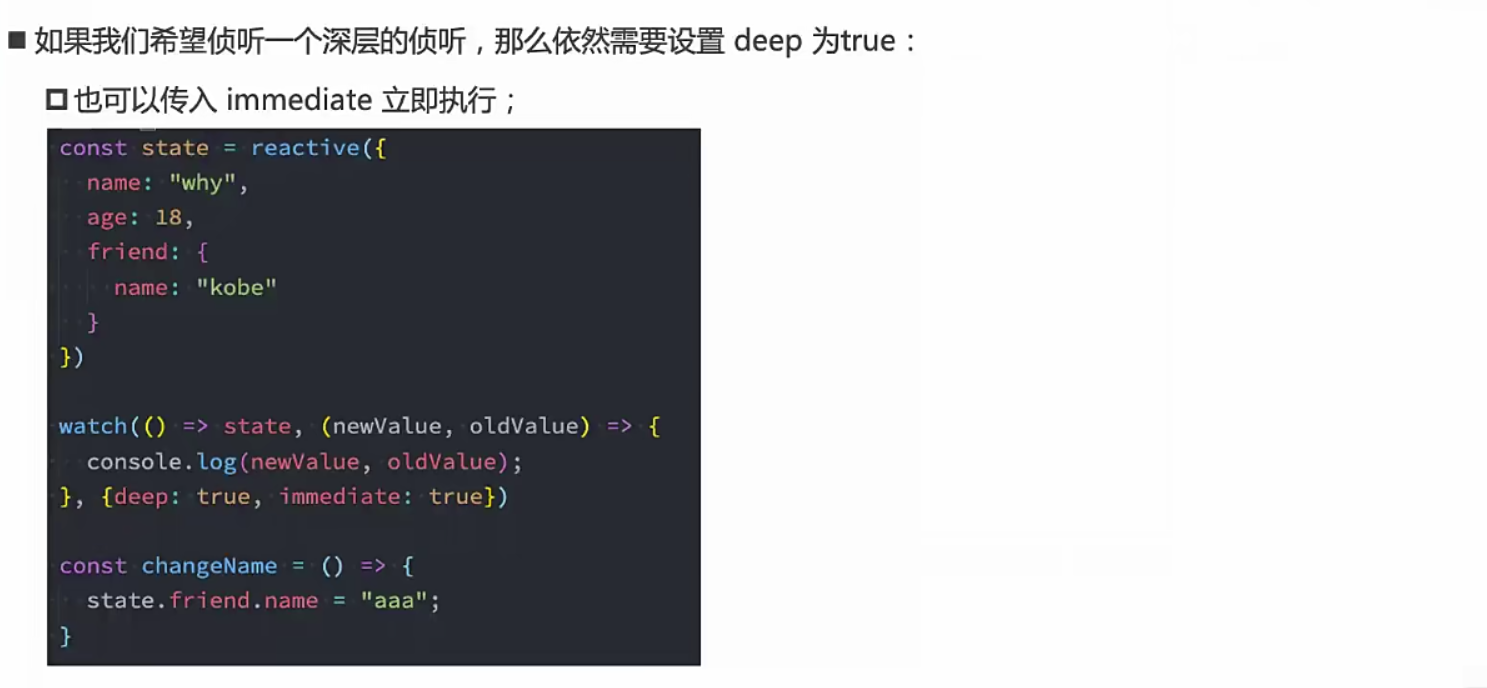 如果我们希望侦听一个深层的侦听，那么依然需要设置 deep 为true：
也可以传入 immediate 立即执行；
const state = reactive({
  name: "why",
  age: 18,
  friend: {
    name: "kobe"
  }
})
watch(() => state, (newValue, oldValue) => {
  console.log(newValue, oldValue);
}, {deep: true, immediate: true})
const changeName = () => {
  state.friend.name = "aaa";
}